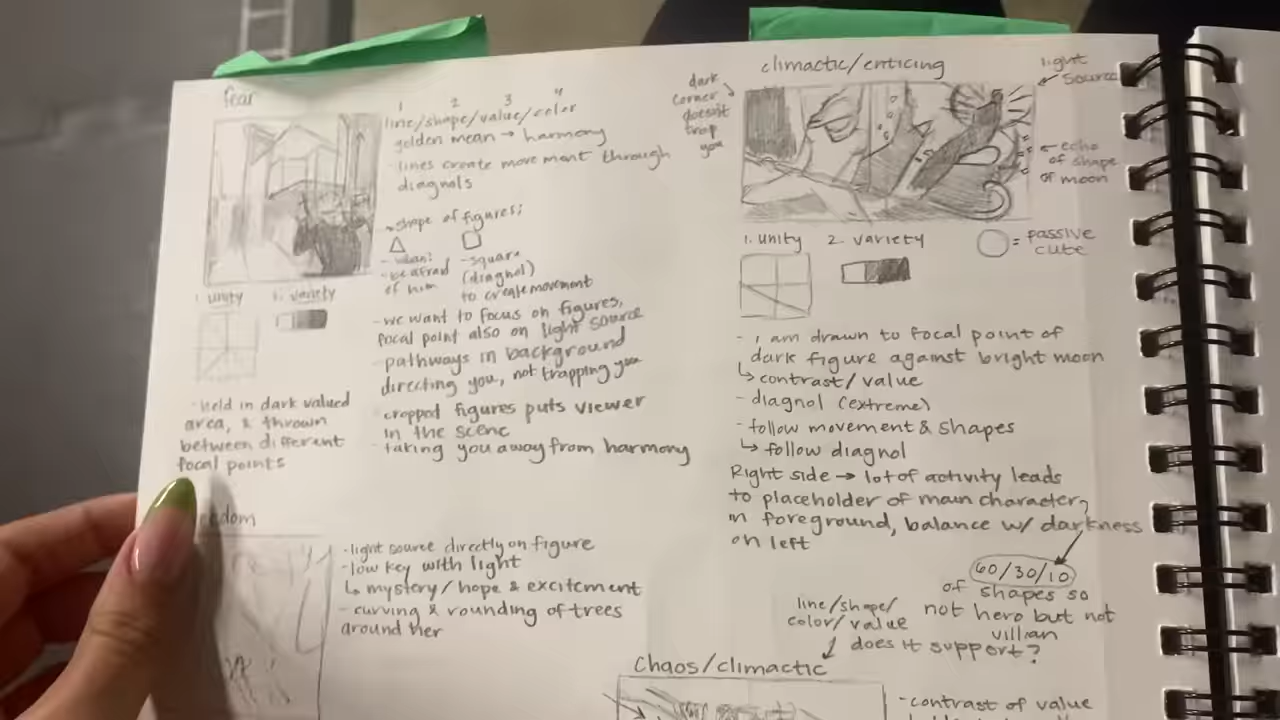 fear
1 2 3 4
line/shape/value/color
golden mean → harmony
- lines create movement through
diagnols
shape of figures:
- be afraid
of him
- square
(diagnol)
to create movement
- we want to focus on figures,
focal point also on light source
- pathways in background
directing you, not trapping you
- cropped figures puts viewer
in the scene
- taking you away from harmony
1. unity
2. variety
- held in dark valued
area, & thrown
between different
focal points
edom
- light source directly on figure
- low key with light
↳ mystery/hope & excitement
- curving & rounding of trees
around her
climactic/enticing
dark
corner
doesn't
trap
you
light
source
← echo
of shape
of moon
1. unity
2. variety
= passive
cute
- I am drawn to focal point of
dark figure against bright moon
↳ contrast/value
- diagnol (extreme)
- follow movement & shapes
↳ follow diagnol
Right side → lot of activity leads
to placeholder of main character,
in foreground, balance w/ darkness
on left
60/30/10
of shapes so
not hero but not
villian
line/shape/
color/value
↓ does it support?
Chaos/climactic
- contrast of value